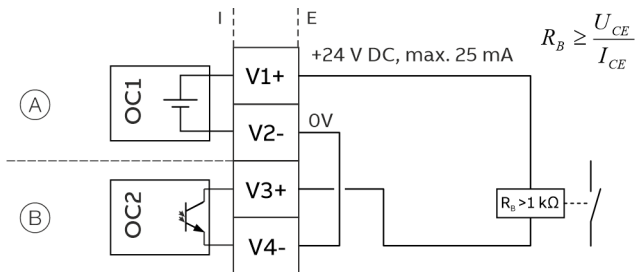 I E
R_B ≥ U_CE / I_CE
+24 V DC, max. 25 mA
A
OC1
V1+
V2-
0V
B
OC2
V3+
V4-
R_B >1 kΩ